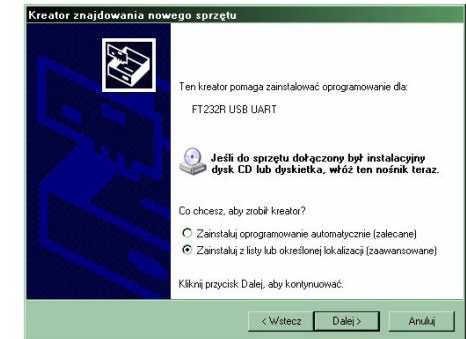 Kreator znajdowania nowego sprzętu
Ten kreator pomaga zainstalować oprogramowanie dla:
FT232R USB UART
Jeśli do sprzętu dołączony był instalacyjny
dysk CD lub dyskietka, włóż ten nośnik teraz.
Co chcesz, aby zrobił kreator?
Zainstaluj oprogramowanie automatycznie (zalecane)
Zainstaluj z listy lub określonej lokalizacji (zaawansowane)
Kliknij przycisk Dalej, aby kontynuować.
< Wstecz
Dalej >
Anuluj